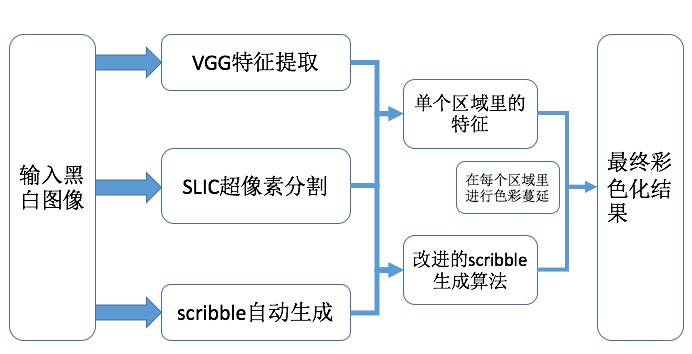 输入黑
白图像
VGG特征提取
SLIC超像素分割
scribble自动生成
单个区域里的
特征
在每个区域里
进行色彩蔓延
改进的scribble
生成算法
最终彩
色化结
果